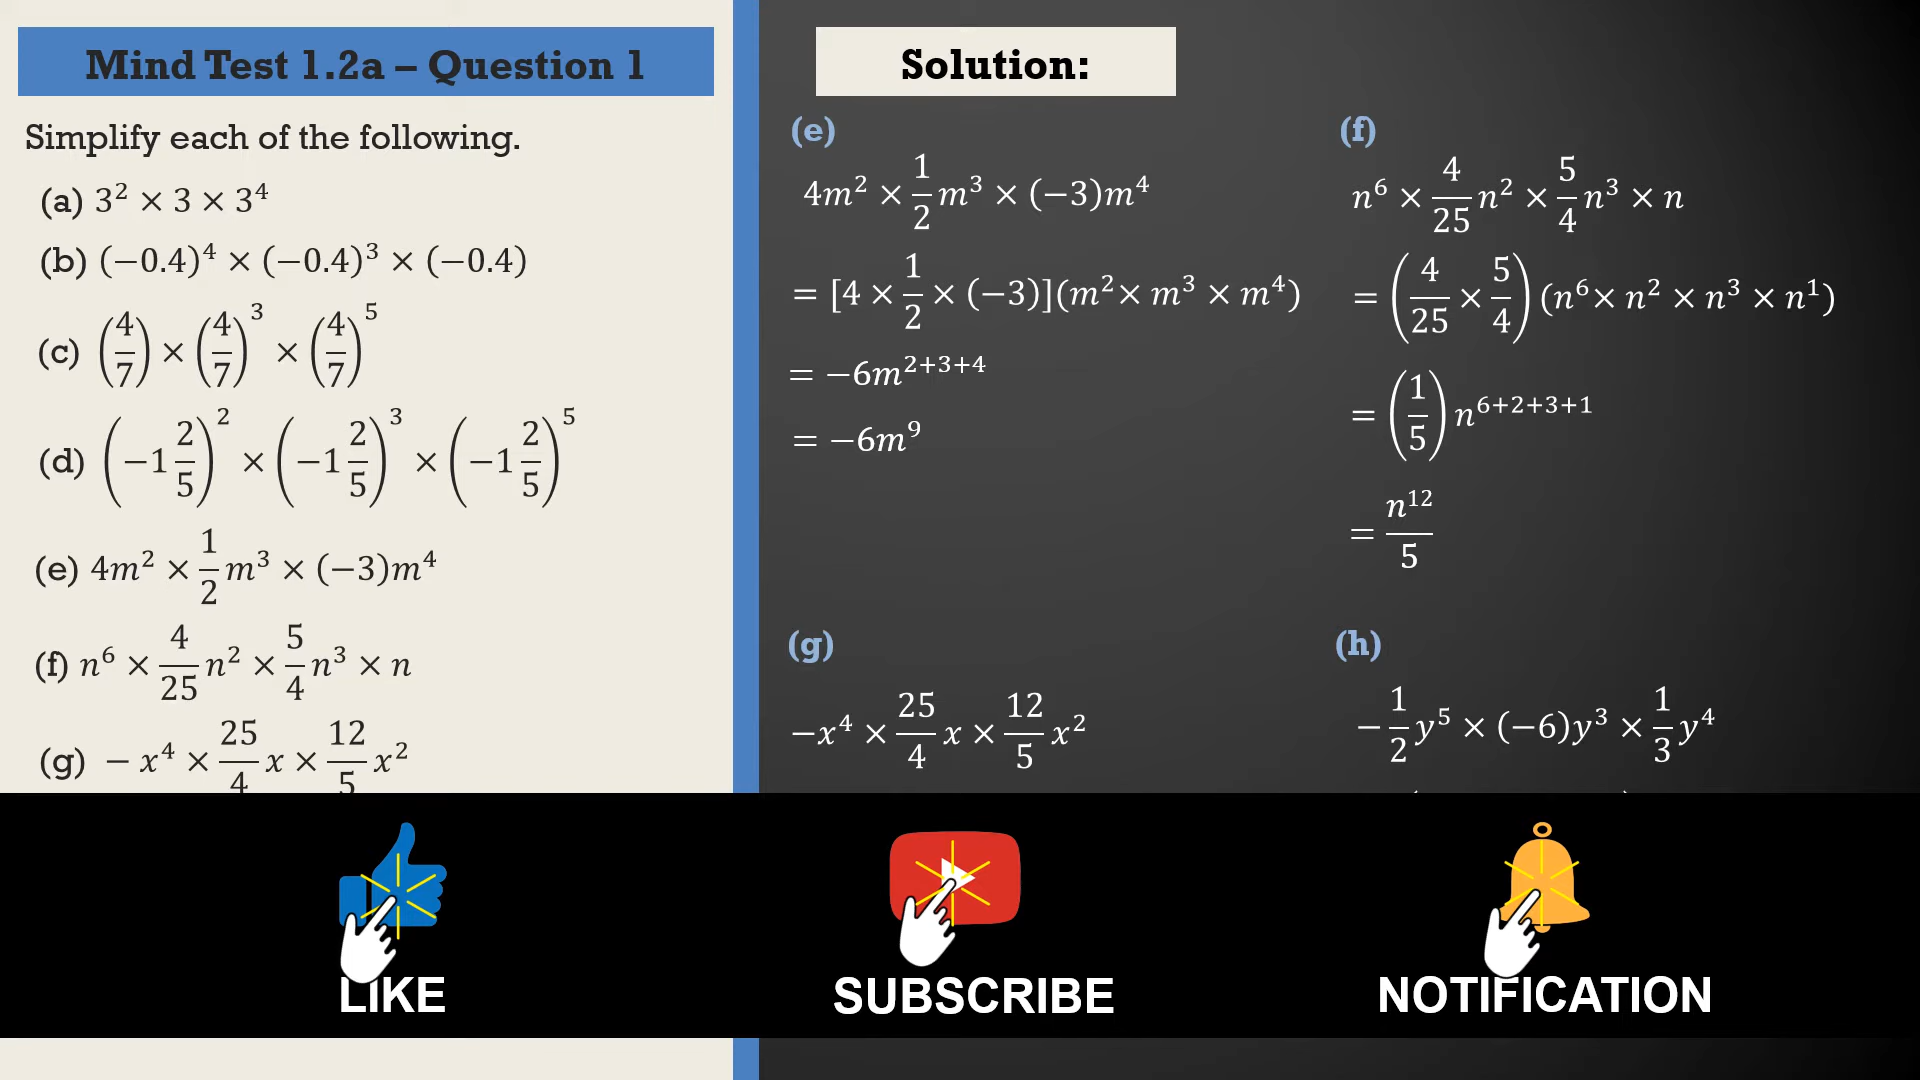 Mind Test 1.2a – Question 1
Simplify each of the following.
(a) 3² × 3 × 3⁴
(b) (−0.4)⁴ × (−0.4)³ × (−0.4)
(c) (4/7) × (4/7)³ × (4/7)⁵
(d) (−1 2/5)² × (−1 2/5)³ × (−1 2/5)⁵
(e) 4m² × 1/2 m³ × (−3)m⁴
(f) n⁶ × 4/25 n² × 5/4 n³ × n
(g) − x⁴ × 25/4 x × 12/5 x²
Solution:
(e)
4m² × 1/2 m³ × (−3)m⁴
= [4 × 1/2 × (−3)](m² × m³ × m⁴)
= −6m²⁺³⁺⁴
= −6m⁹
(f)
n⁶ × 4/25 n² × 5/4 n³ × n
= (4/25 × 5/4) (n⁶ × n² × n³ × n¹)
= (1/5) n⁶⁺²⁺³⁺¹
= n¹²/5
(g)
−x⁴ × 25/4 x × 12/5 x²
(h)
− 1/2 y⁵ × (−6)y³ × 1/3 y⁴
LIKE
SUBSCRIBE
NOTIFICATION